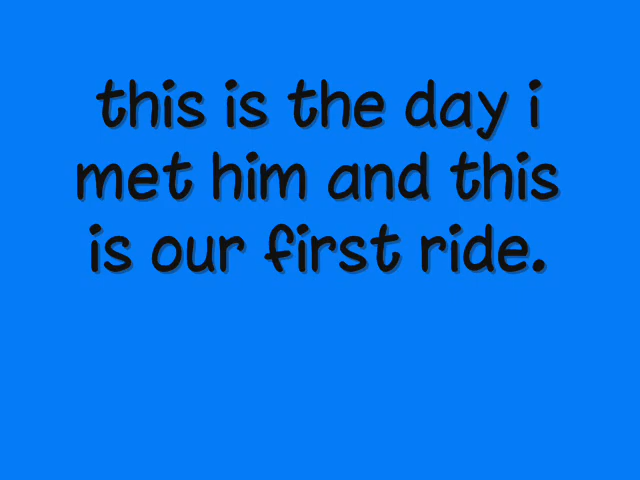 this is the day i
met him and this
is our first ride.